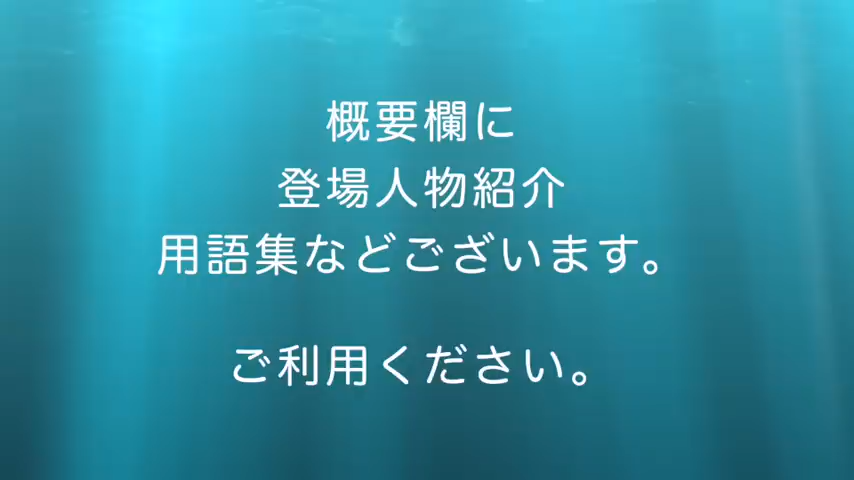 概要欄に
登場人物紹介
用語集などございます。
ご利用ください。